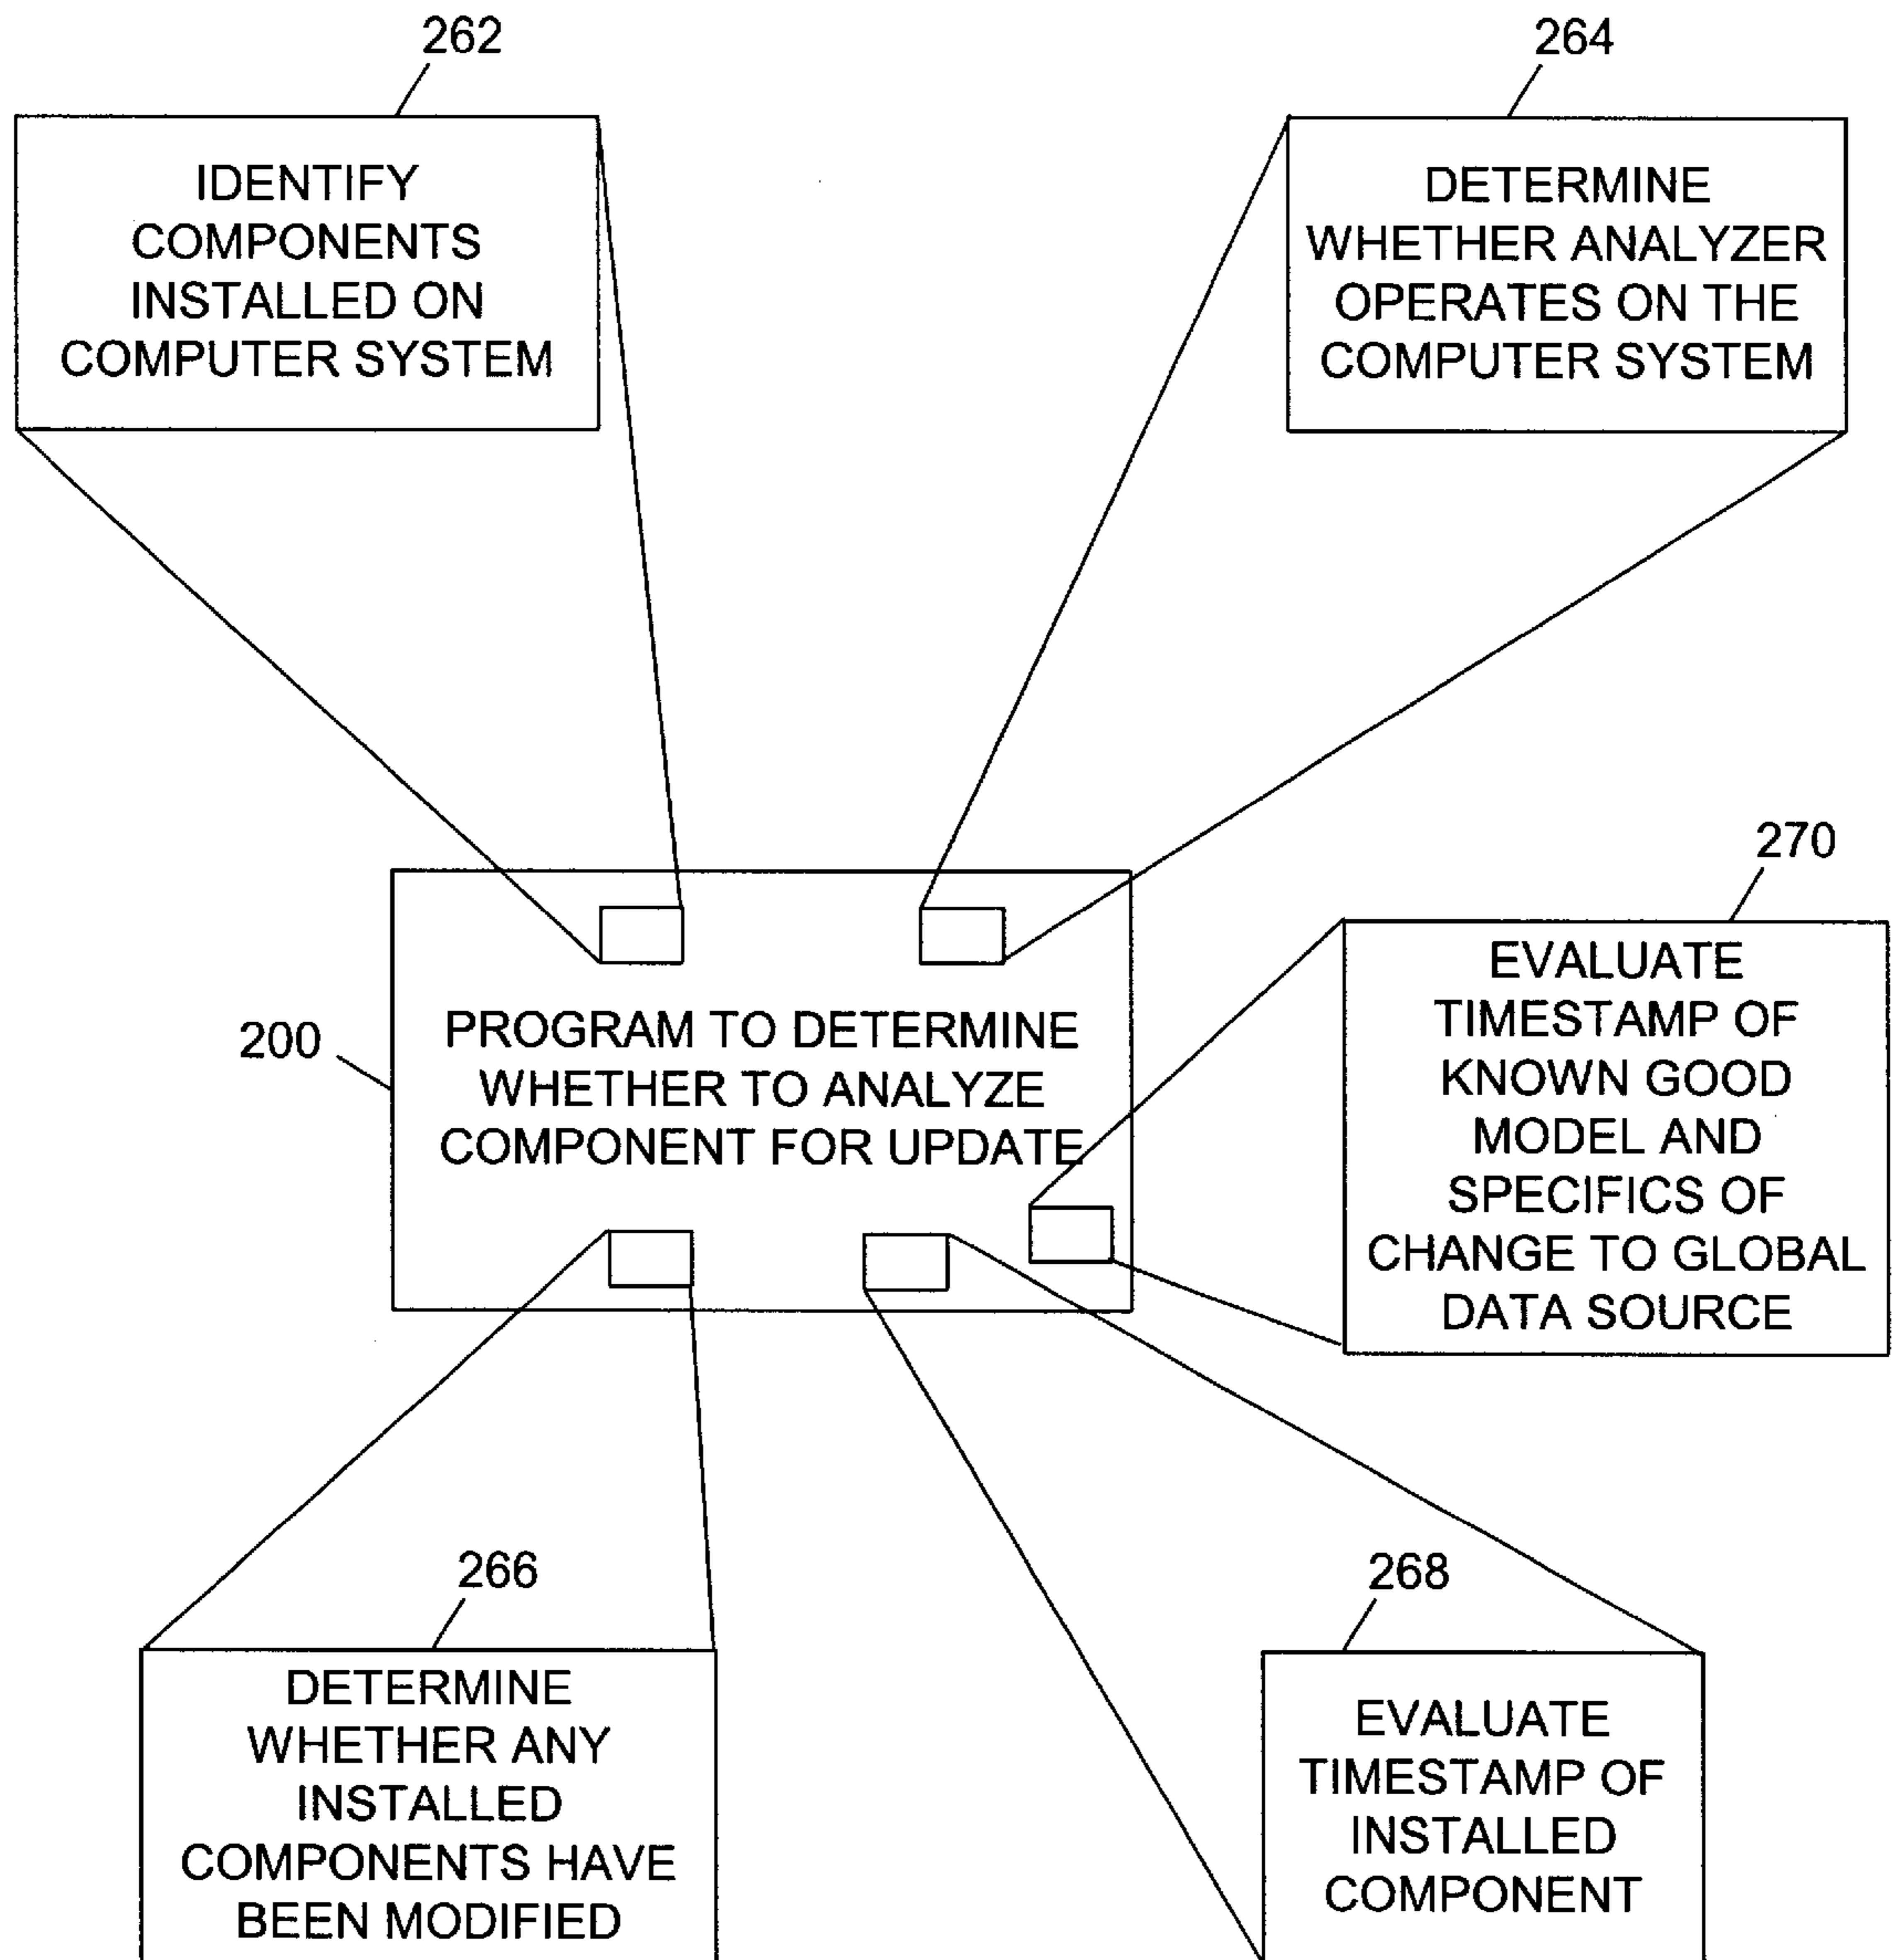 262
IDENTIFY
COMPONENTS
INSTALLED ON
COMPUTER SYSTEM
264
DETERMINE
WHETHER ANALYZER
OPERATES ON THE
COMPUTER SYSTEM
200
PROGRAM TO DETERMINE
WHETHER TO ANALYZE
COMPONENT FOR UPDATE
270
EVALUATE
TIMESTAMP OF
KNOWN GOOD
MODEL AND
SPECIFICS OF
CHANGE TO GLOBAL
DATA SOURCE
266
DETERMINE
WHETHER ANY
INSTALLED
COMPONENTS HAVE
BEEN MODIFIED
268
EVALUATE
TIMESTAMP OF
INSTALLED
COMPONENT